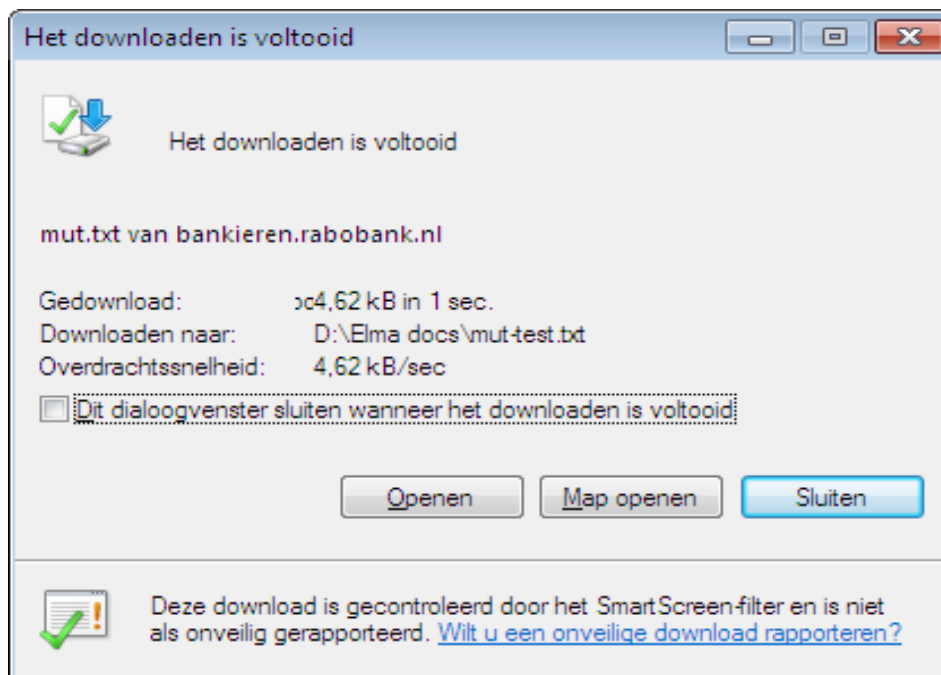 Het downloaden is voltooid
Het downloaden is voltooid
mut.txt van bankieren.rabobank.nl
Gedownload: oc4,62 kB in 1 sec.
Downloaden naar: D:\Elma docs\mut-test.txt
Overdrachtssnelheid: 4,62 kB/sec
Dit dialoogvenster sluiten wanneer het downloaden is voltooid
Openen Map openen Sluiten
Deze download is gecontroleerd door het SmartScreen-filter en is niet
als onveilig gerapporteerd. Wilt u een onveilige download rapporteren?